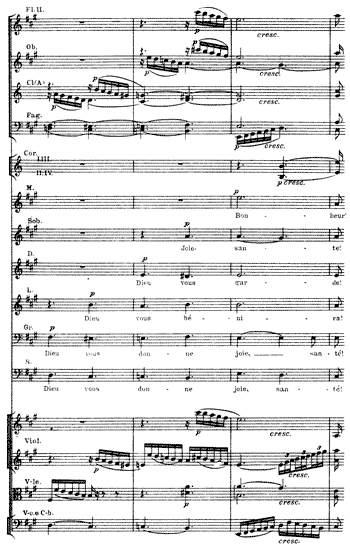 Fl.II.
cresc.
p
Ob.
p
p
cresc.
Cl/A
p
p
cresc.
Fag.
p
cresc.
Cor.
I.III.
II.IV.
p cresc.
M.
p
Bon - - heur!
Sob.
p
Joie - san - - té!
D.
p
Dieu vous gar - - de!
L.
p
Dieu vous bé - ni - - ra!
Gr.
p
Dieu vous don - ne joie, san - té!
S.
Dieu vous don - ne joie, san - té!
p
cresc.
Viol.
p
p
cresc.
V-le.
p
cresc.
V-c.e C-b.
cresc.